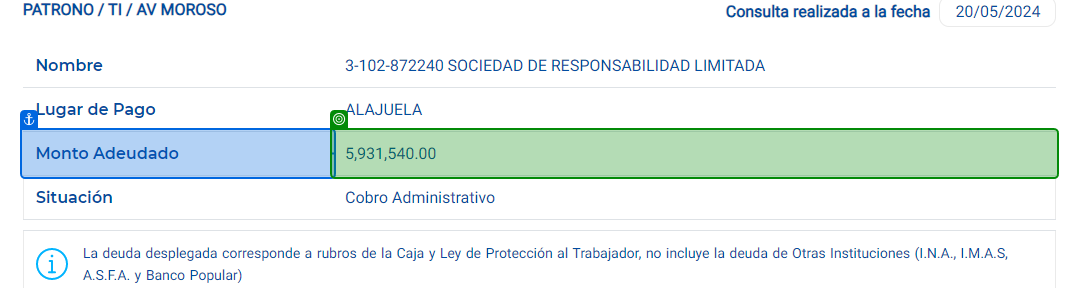 PATRONO / TI / AV MOROSO
Consulta realizada a la fecha 20/05/2024
Nombre 3-102-872240 SOCIEDAD DE RESPONSABILIDAD LIMITADA
Lugar de Pago ALAJUELA
Monto Adeudado 5,931,540.00
Situación Cobro Administrativo
La deuda desplegada corresponde a rubros de la Caja y Ley de Protección al Trabajador, no incluye la deuda de Otras Instituciones (I.N.A., I.M.A.S,
A.S.F.A. y Banco Popular)